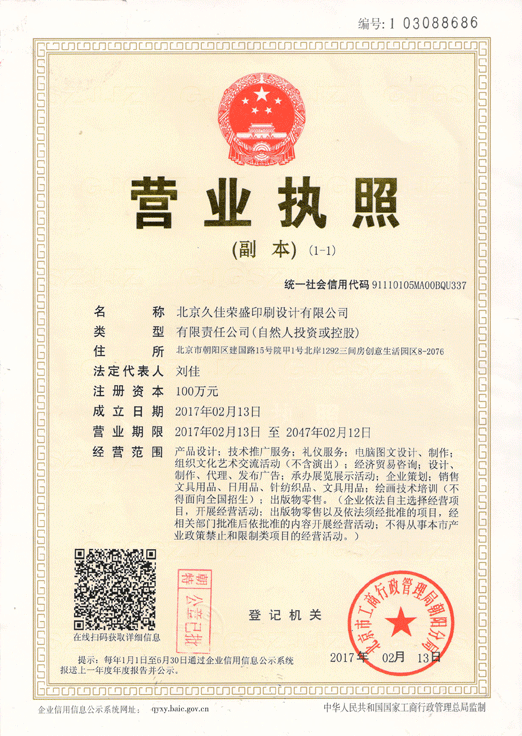 编号:1 03088686
营业执照
(副 本) (1-1)
统一社会信用代码 91110105MA00BQU337
名 称 北京久佳荣盛印刷设计有限公司
类 型 有限责任公司(自然人投资或控股)
住 所 北京市朝阳区建国路15号院甲1号北岸1292三间房创意生活园区8-2076
法定代表人 刘佳
注册资本 100万元
成立日期 2017年02月13日
营业期限 2017年02月13日 至 2047年02月12日
经营范围 产品设计；技术推广服务；礼仪服务；电脑图文设计、制作；
组织文化艺术交流活动（不含演出）；经济贸易咨询；设计、
制作、代理、发布广告；承办展览展示活动；企业策划；销售
文具用品、日用品、针纺织品、文具用品；绘画技术培训（不
得面向全国招生）；出版物零售。（企业依法自主选择经营项
目，开展经营活动；出版物零售以及依法须经批准的项目，经
相关部门批准后依批准的内容开展经营活动；不得从事本市产
业政策禁止和限制类项目的经营活动。）
在线扫码获取详细信息
登记机关
北京市工商行政管理局朝阳分局
2017年 02月 13日
提示：每年1月1日至6月30日通过企业信用信息公示系统
报送上一年度年度报告并公示。
企业信用信息公示系统网址： qyxy.baic.gov.cn
中华人民共和国国家工商行政管理总局监制